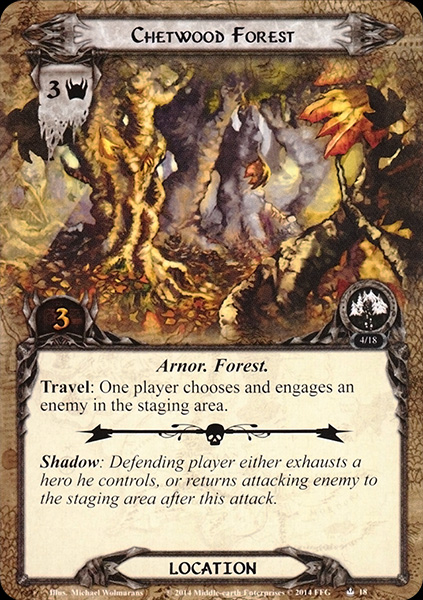 Chetwood Forest
3
3
4/18
Arnor. Forest.
Travel: One player chooses and engages an
enemy in the staging area.
Shadow: Defending player either exhausts a
hero he controls, or returns attacking enemy to
the staging area after this attack.
LOCATION
Illus. Michael Wolmarans © 2014 Middle-earth Enterprises © 2014 FFG 18